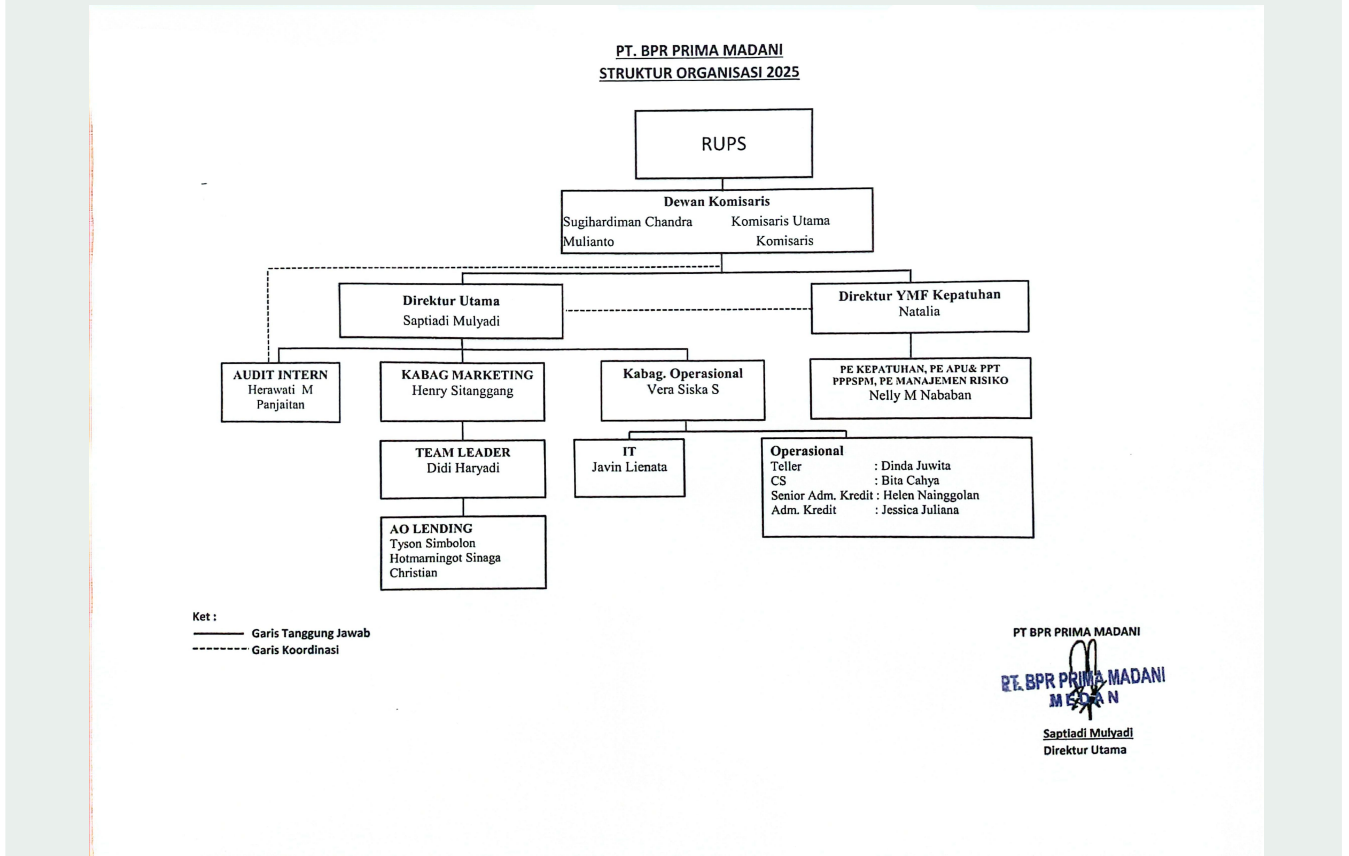 PT. BPR PRIMA MADANI
STRUKTUR ORGANISASI 2025
RUPS
Dewan Komisaris
Sugihardiman Chandra Komisaris Utama
Mulianto Komisaris
Direktur Utama
Saptiadi Mulyadi
Direktur YMF Kepatuhan
Natalia
AUDIT INTERN
Herawati M
Panjaitan
KABAG MARKETING
Henry Sitanggang
Kabag. Operasional
Vera Siska S
PE KEPATUHAN, PE APU& PPT
PPPSPM, PE MANAJEMEN RISIKO
Nelly M Nababan
TEAM LEADER
Didi Haryadi
IT
Javin Lienata
Operasional
Teller : Dinda Juwita
CS : Bita Cahya
Senior Adm. Kredit : Helen Nainggolan
Adm. Kredit : Jessica Juliana
AO LENDING
Tyson Simbolon
Hotmarningot Sinaga
Christian
Ket :
Garis Tanggung Jawab
Garis Koordinasi
PT BPR PRIMA MADANI
PT. BPR PRIMA MADANI
MEDAN
Saptiadi Mulyadi
Direktur Utama